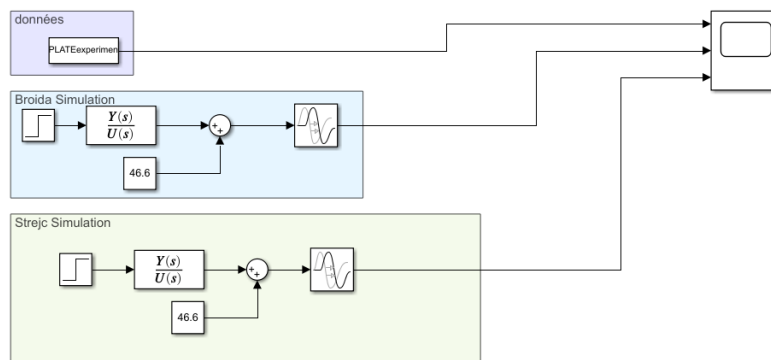 données
PLATEexperimen
Broida Simulation
Y(s)
U(s)
+
+
46.6
Strejc Simulation
Y(s)
U(s)
+
+
46.6